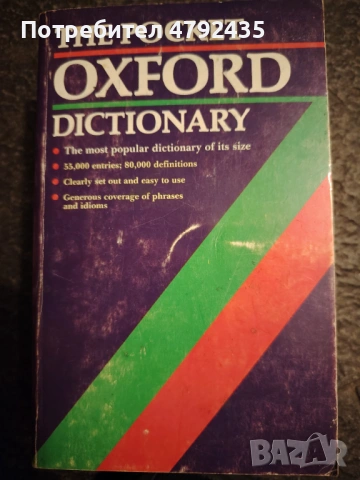 Потребител 4792435
THE POCKET
OXFORD
DICTIONARY
• The most popular dictionary of its size
• 55,000 entries; 80,000 definitions
• Clearly set out and easy to use
• Generous coverage of phrases
and idioms
BAZAR